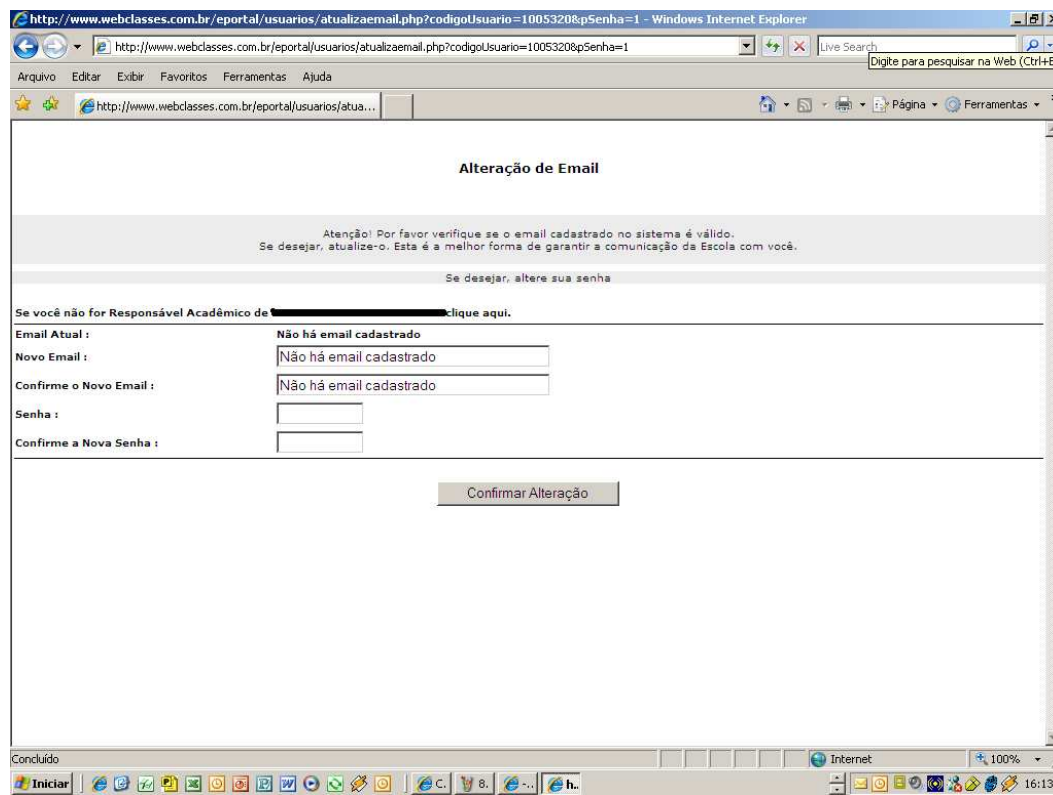 http://www.webclasses.com.br/eportal/usuarios/atualizaemail.php?codigoUsuario=1005320&pSenha=1 - Windows Internet Explorer
http://www.webclasses.com.br/eportal/usuarios/atualizaemail.php?codigoUsuario=1005320&pSenha=1
Live Search
Digite para pesquisar na Web (Ctrl+E
Arquivo Editar Exibir Favoritos Ferramentas Ajuda
http://www.webclasses.com.br/eportal/usuarios/atua...
Página Ferramentas
Alteração de Email
Atenção! Por favor verifique se o email cadastrado no sistema é válido.
Se desejar, atualize-o. Esta é a melhor forma de garantir a comunicação da Escola com você.
Se desejar, altere sua senha
Se você não for Responsável Acadêmico de clique aqui.
Email Atual : Não há email cadastrado
Novo Email : Não há email cadastrado
Confirme o Novo Email : Não há email cadastrado
Senha :
Confirme a Nova Senha :
Confirmar Alteração
Concluído Internet 100%
Iniciar C. 8. -.. h.. 16:13